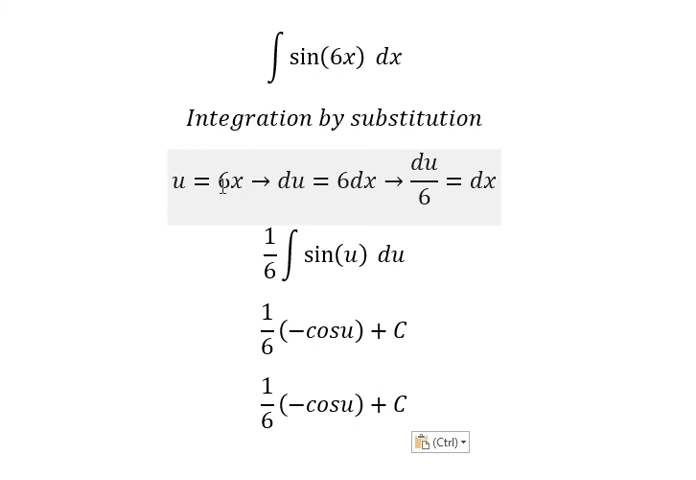 ∫ sin(6x) dx
Integration by substitution
u = 6x → du = 6dx → du/6 = dx
1/6 ∫ sin(u) du
1/6 (−cosu) + C
1/6 (−cosu) + C
(Ctrl)